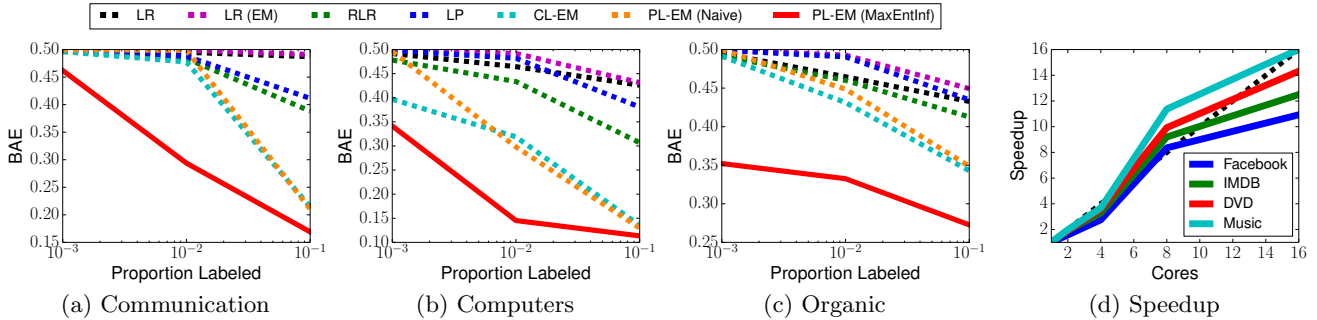 LR LR (EM) RLR LP CL-EM PL-EM (Naive) PL-EM (MaxEntInf)
BAE
0.50
0.45
0.40
0.35
0.30
0.25
0.20
0.15
10⁻³ 10⁻² 10⁻¹
Proportion Labeled
(a) Communication
BAE
0.50
0.45
0.40
0.35
0.30
0.25
0.20
0.15
0.10
10⁻³ 10⁻² 10⁻¹
Proportion Labeled
(b) Computers
BAE
0.50
0.45
0.40
0.35
0.30
0.25
10⁻³ 10⁻² 10⁻¹
Proportion Labeled
(c) Organic
Speedup
16
14
12
10
8
6
4
2
Facebook
IMDB
DVD
Music
2 4 6 8 10 12 14 16
Cores
(d) Speedup